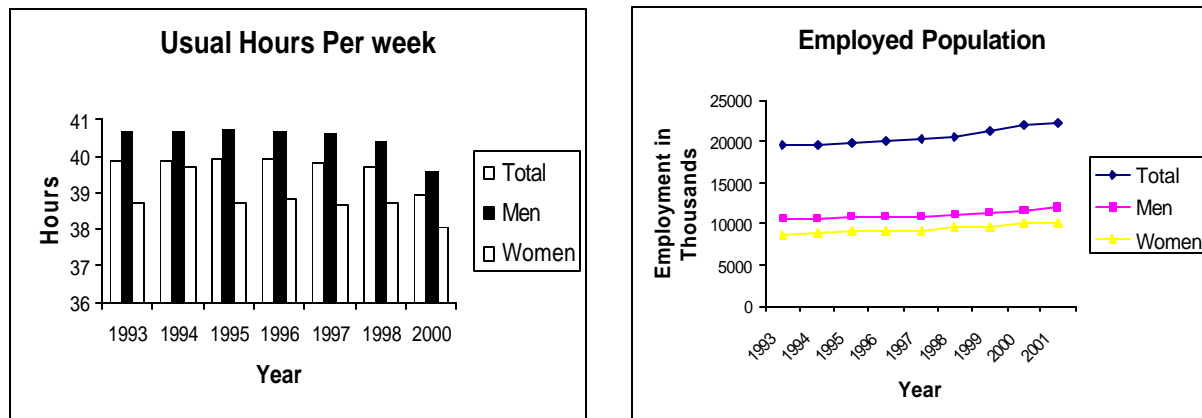 Usual Hours Per week
41
40
39
38
37
36
Hours
1993 1994 1995 1996 1997 1998 2000
Year
Total
Men
Women
Employed Population
25000
20000
15000
10000
5000
0
Employment in
Thousands
1993
1994
1995
1996
1997
1998
1999
2000
2001
Year
Total
Men
Women